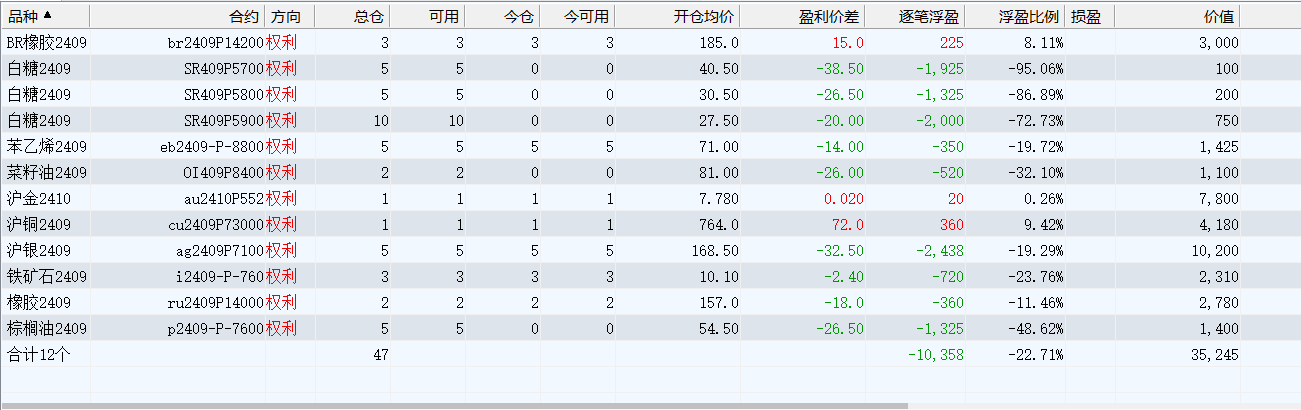 品种▲ 合约 方向 总仓 可用 今仓 今可用 开仓均价 盈利价差 逐笔浮盈 浮盈比例 损盈 价值
BR橡胶2409 br2409P14200 权利 3 3 3 3 185.0 15.0 225 8.11% 3,000
白糖2409 SR409P5700 权利 5 5 0 0 40.50 -38.50 -1,925 -95.06% 100
白糖2409 SR409P5800 权利 5 5 0 0 30.50 -26.50 -1,325 -86.89% 200
白糖2409 SR409P5900 权利 10 10 0 0 27.50 -20.00 -2,000 -72.73% 750
苯乙烯2409 eb2409-P-8800 权利 5 5 5 5 71.00 -14.00 -350 -19.72% 1,425
菜籽油2409 OI409P8400 权利 2 2 0 0 81.00 -26.00 -520 -32.10% 1,100
沪金2410 au2410P552 权利 1 1 1 1 7.780 0.020 20 0.26% 7,800
沪铜2409 cu2409P73000 权利 1 1 1 1 764.0 72.0 360 9.42% 4,180
沪银2409 ag2409P7100 权利 5 5 5 5 168.50 -32.50 -2,438 -19.29% 10,200
铁矿石2409 i2409-P-760 权利 3 3 3 3 10.10 -2.40 -720 -23.76% 2,310
橡胶2409 ru2409P14000 权利 2 2 2 2 157.0 -18.0 -360 -11.46% 2,780
棕榈油2409 p2409-P-7600 权利 5 5 0 0 54.50 -26.50 -1,325 -48.62% 1,400
合计12个 47 -10,358 -22.71% 35,245